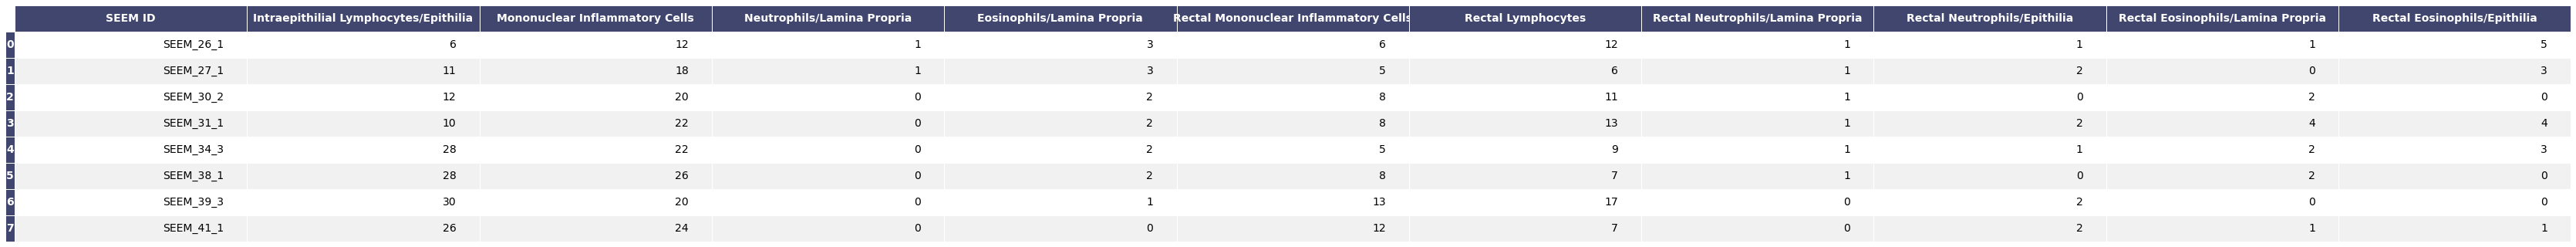 SEEM ID Intraepithilial Lymphocytes/Epithilia Mononuclear Inflammatory Cells Neutrophils/Lamina Propria Eosinophils/Lamina Propria Rectal Mononuclear Inflammatory Cells Rectal Lymphocytes Rectal Neutrophils/Lamina Propria Rectal Neutrophils/Epithilia Rectal Eosinophils/Lamina Propria Rectal Eosinophils/Epithilia
0 SEEM_26_1 6 12 1 3 6 12 1 1 1 5
1 SEEM_27_1 11 18 1 3 5 6 1 2 0 3
2 SEEM_30_2 12 20 0 2 8 11 1 0 2 0
3 SEEM_31_1 10 22 0 2 8 13 1 2 4 4
4 SEEM_34_3 28 22 0 2 5 9 1 1 2 3
5 SEEM_38_1 28 26 0 2 8 7 1 0 2 0
6 SEEM_39_3 30 20 0 1 13 17 0 2 0 0
7 SEEM_41_1 26 24 0 0 12 7 0 2 1 1